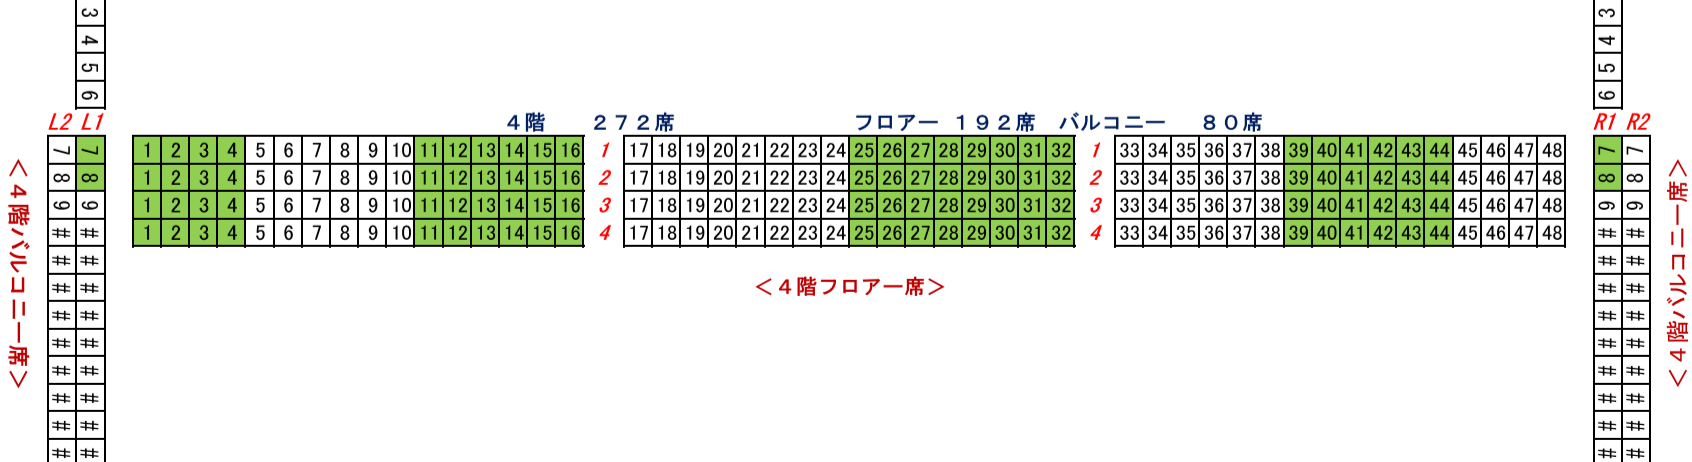 3 3
4 4
5 5
6 6
L2 L1 4階 272席 フロアー 192席 バルコニー 80席 R1 R2
7 7 1 2 3 4 5 6 7 8 9 10 11 12 13 14 15 16 1 17 18 19 20 21 22 23 24 25 26 27 28 29 30 31 32 1 33 34 35 36 37 38 39 40 41 42 43 44 45 46 47 48 7 7
8 8 1 2 3 4 5 6 7 8 9 10 11 12 13 14 15 16 2 17 18 19 20 21 22 23 24 25 26 27 28 29 30 31 32 2 33 34 35 36 37 38 39 40 41 42 43 44 45 46 47 48 8 8
9 9 1 2 3 4 5 6 7 8 9 10 11 12 13 14 15 16 3 17 18 19 20 21 22 23 24 25 26 27 28 29 30 31 32 3 33 34 35 36 37 38 39 40 41 42 43 44 45 46 47 48 9 9
# # 1 2 3 4 5 6 7 8 9 10 11 12 13 14 15 16 4 17 18 19 20 21 22 23 24 25 26 27 28 29 30 31 32 4 33 34 35 36 37 38 39 40 41 42 43 44 45 46 47 48 # #
# # # #
# # # #
# # # #
# # # #
# # # #
# # # #
# # # #
# # # #
<4階バルコニー席>
<4階フロアー席>
<4階バルコニー席>